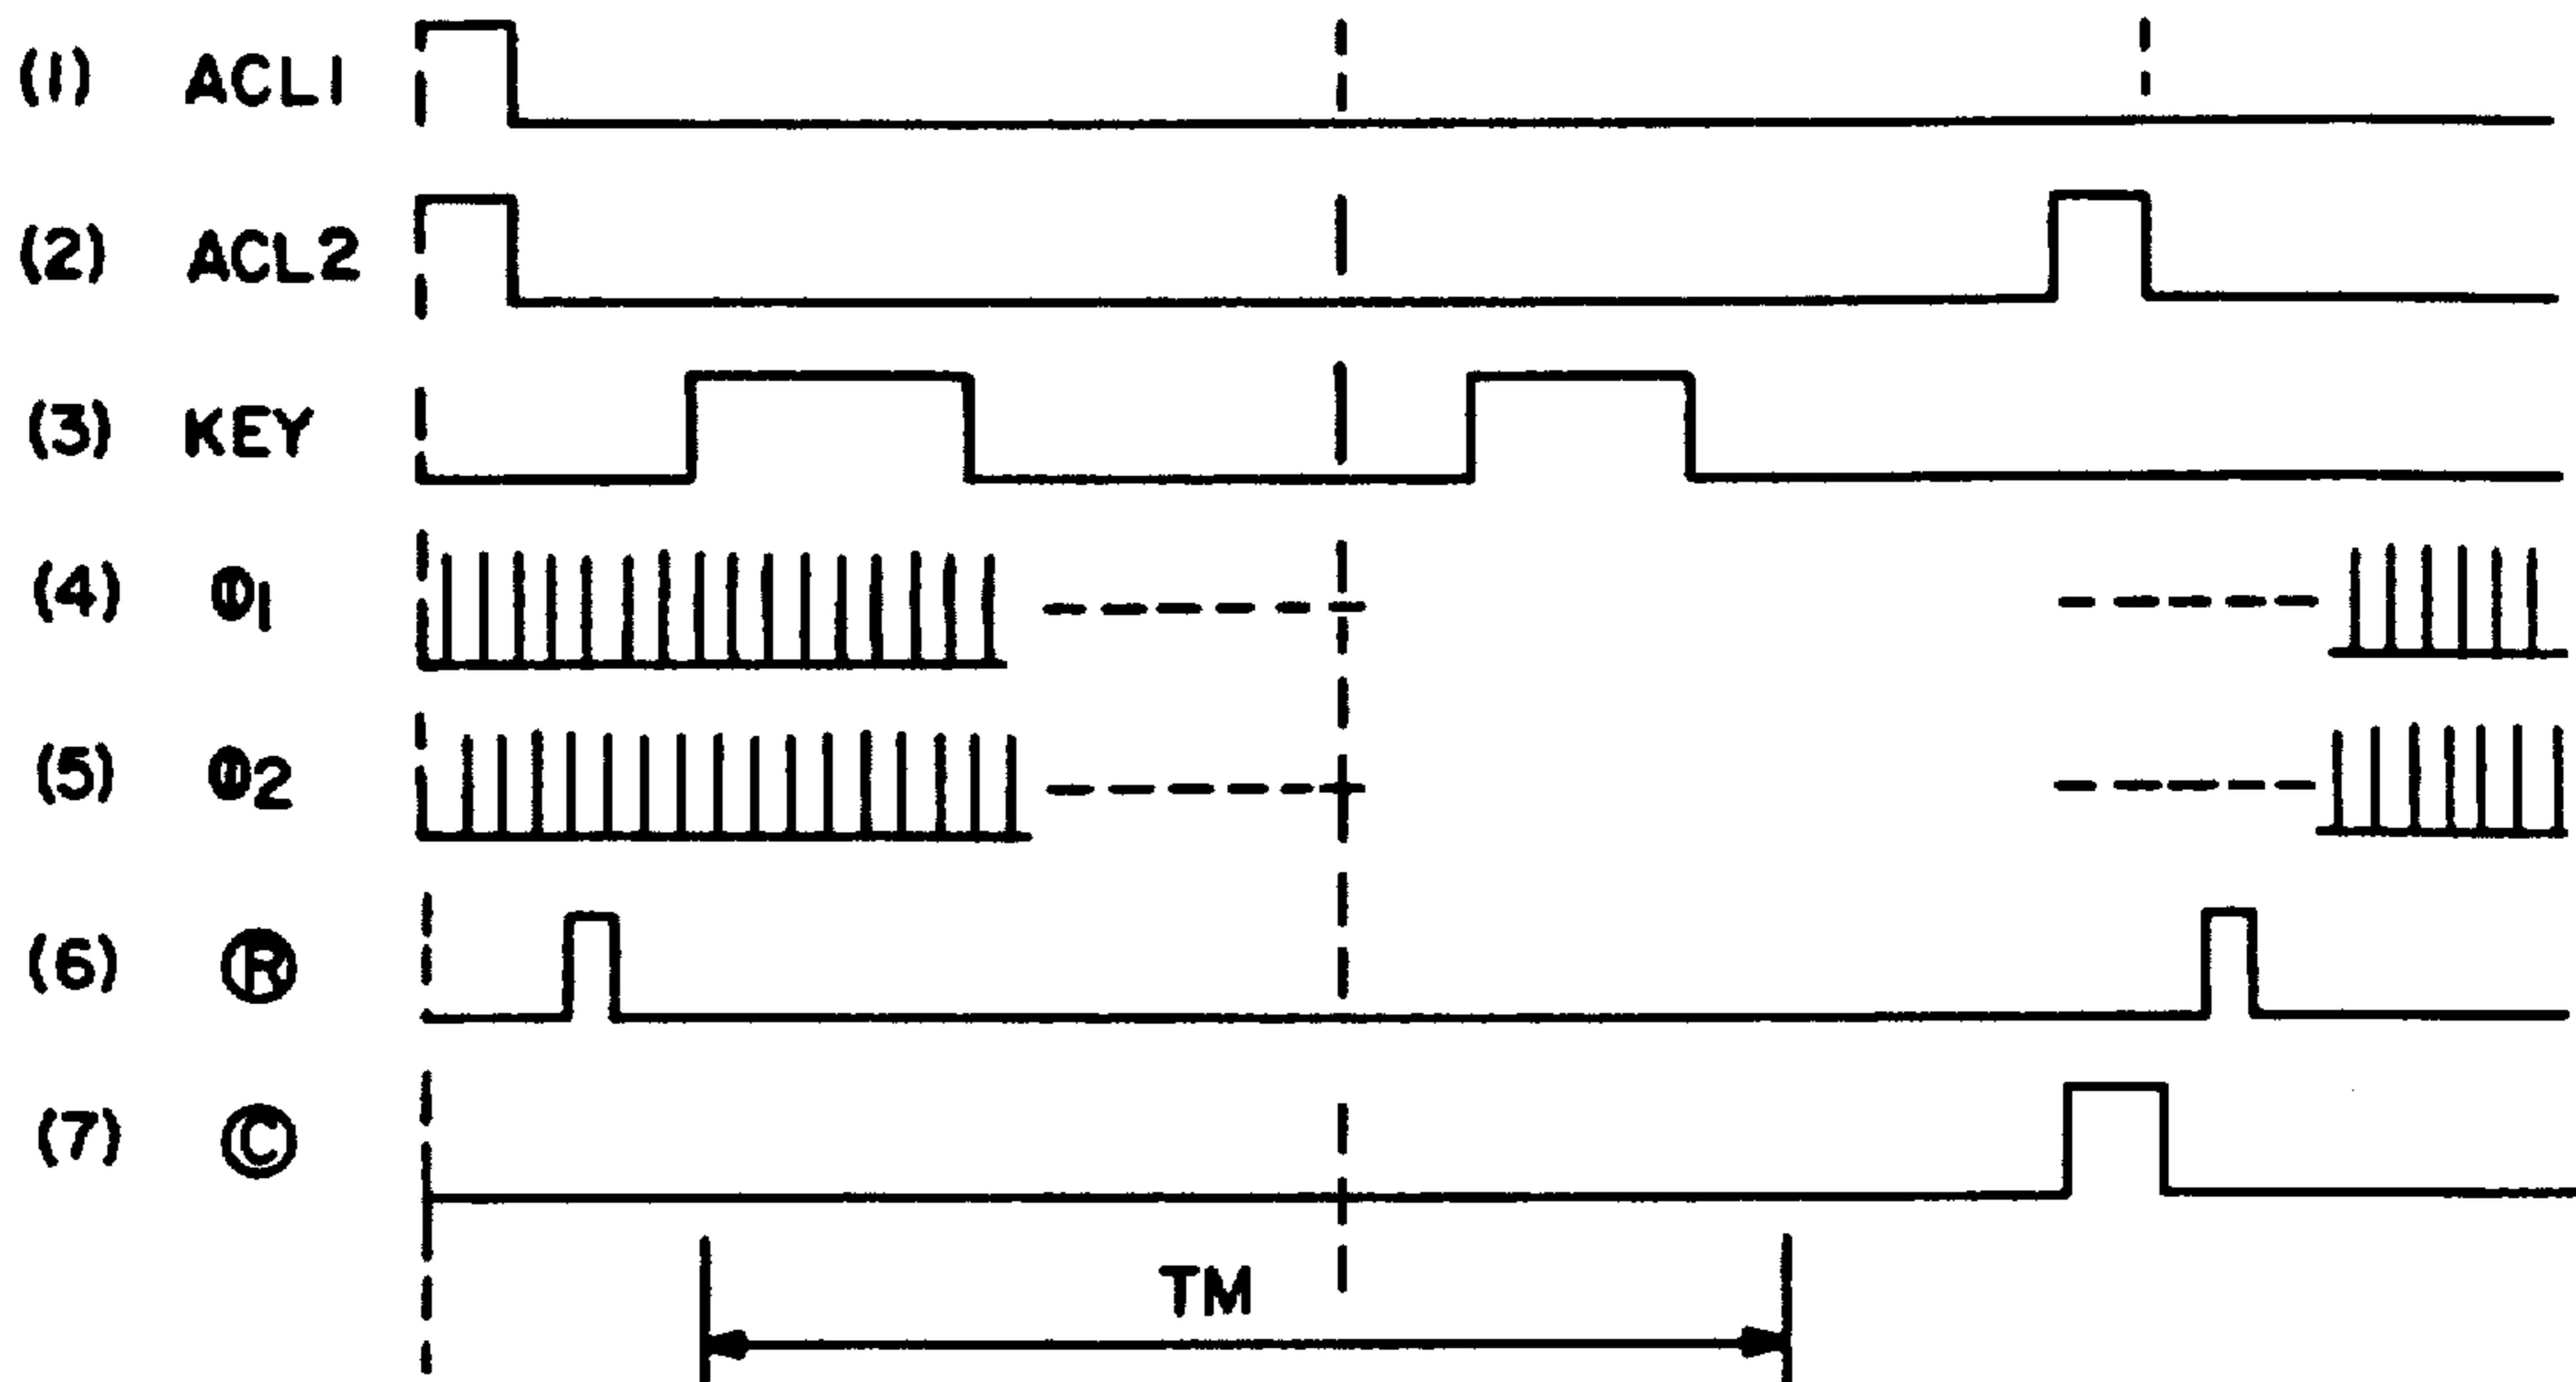 (1) ACL1
(2) ACL2
(3) KEY
(4) Φ1
(5) Φ2
(6) Ⓡ
(7) Ⓒ
TM